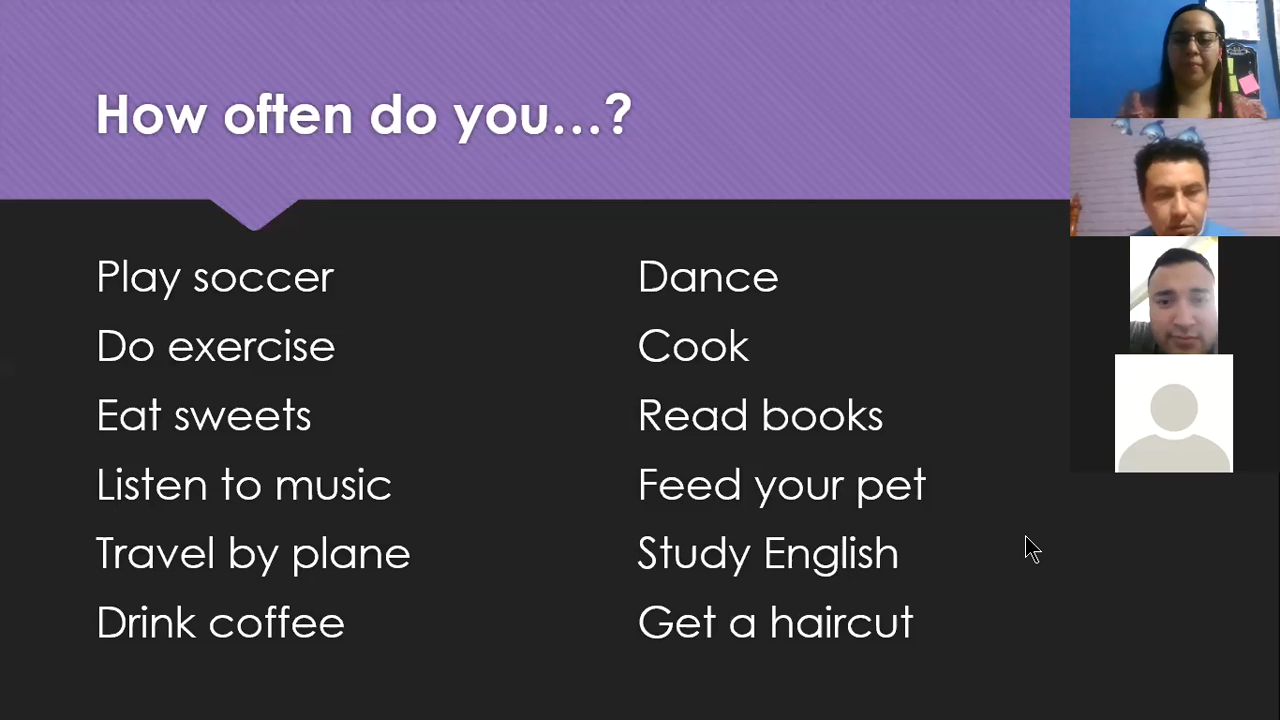 How often do you...?
Play soccer
Do exercise
Eat sweets
Listen to music
Travel by plane
Drink coffee
Dance
Cook
Read books
Feed your pet
Study English
Get a haircut